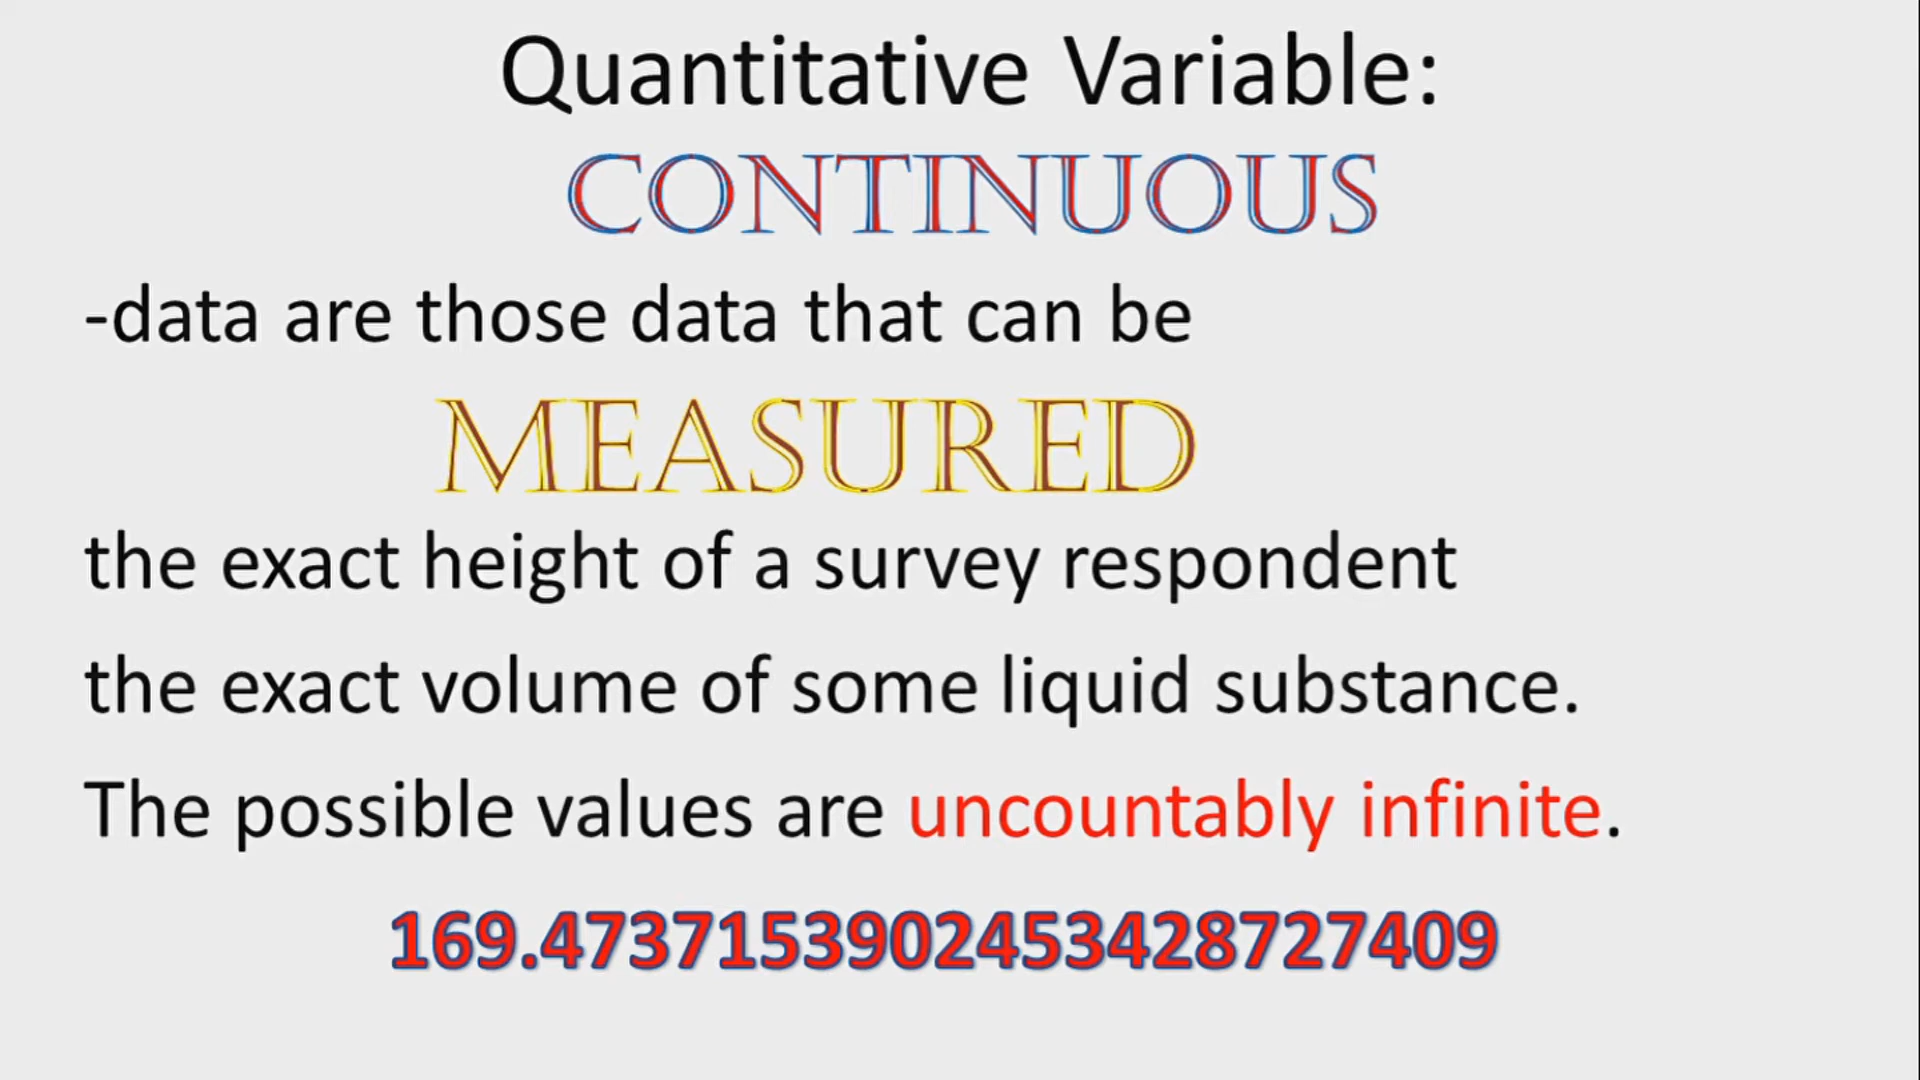 Quantitative Variable:
CONTINUOUS
-data are those data that can be
MEASURED
the exact height of a survey respondent
the exact volume of some liquid substance.
The possible values are uncountably infinite.
169.4737153902453428727409